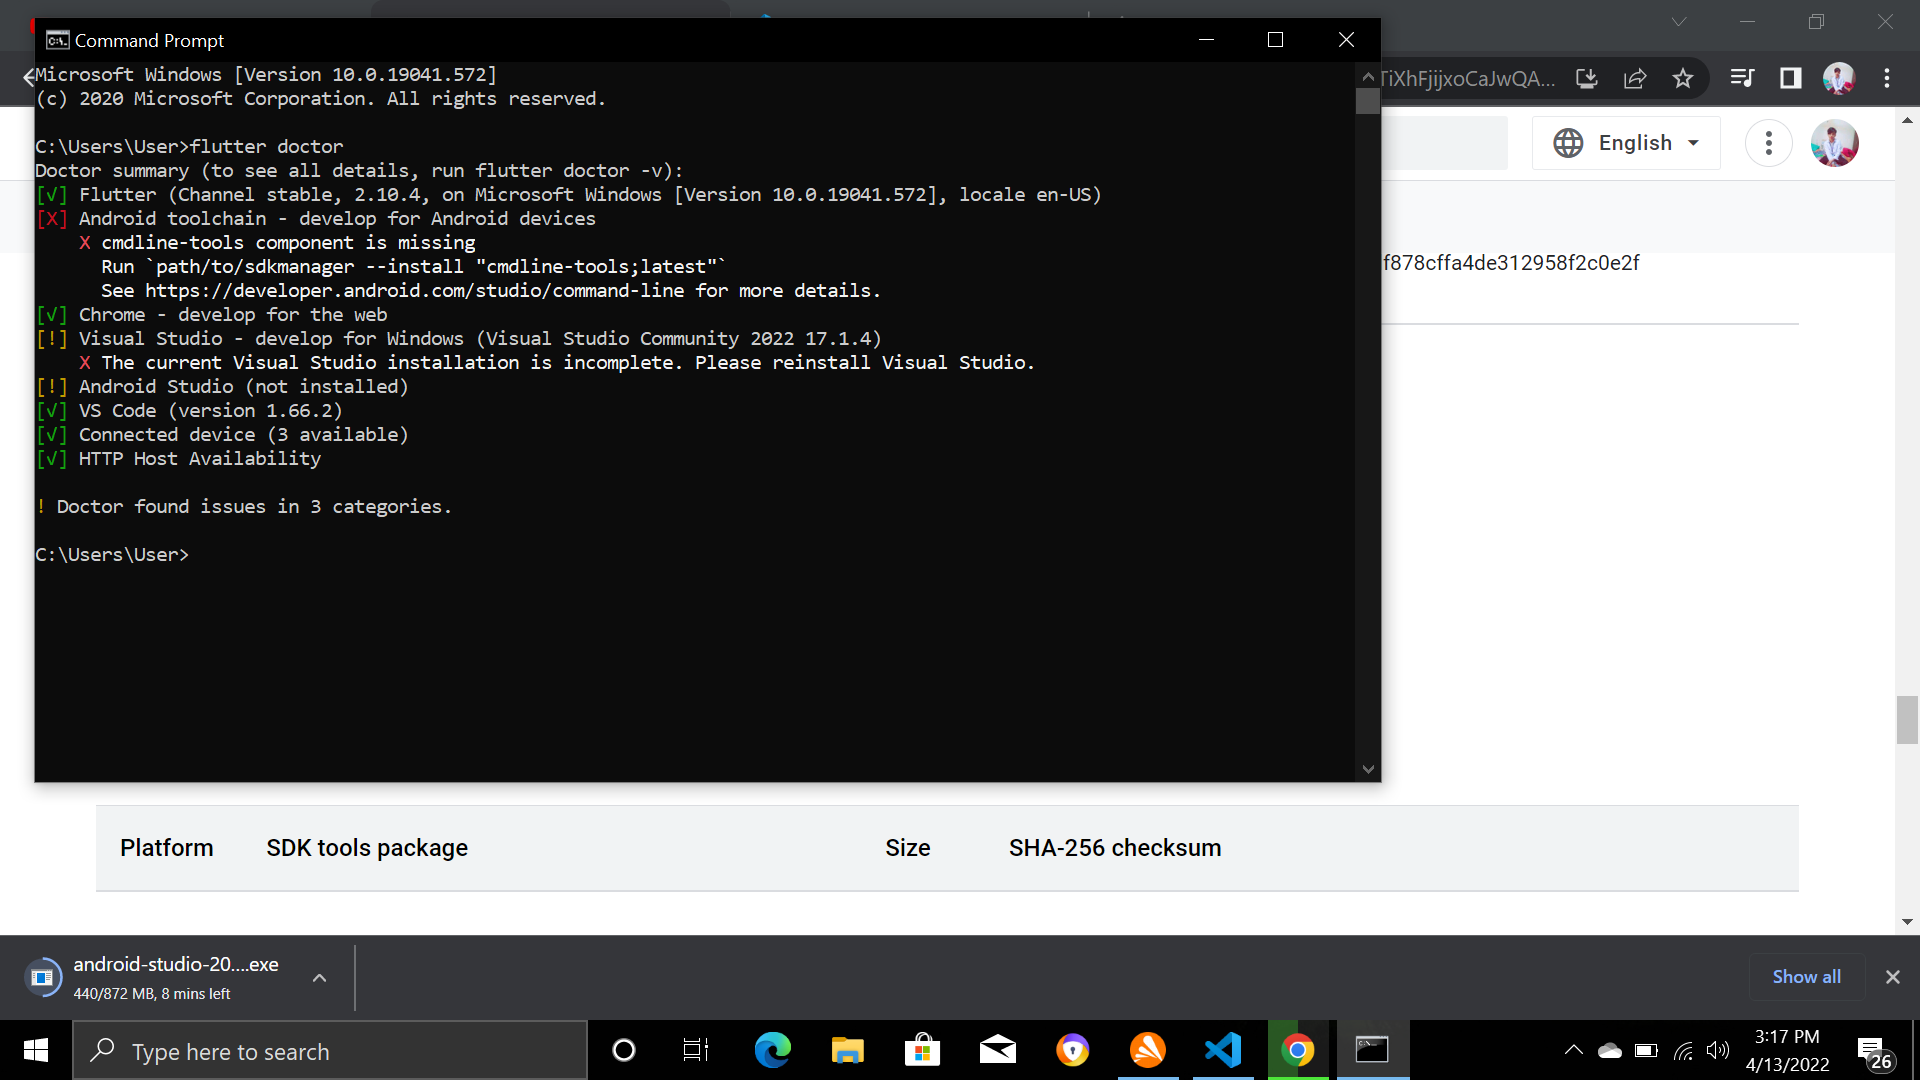 Command Prompt
Microsoft Windows [Version 10.0.19041.572]
(c) 2020 Microsoft Corporation. All rights reserved.
C:\Users\User>flutter doctor
Doctor summary (to see all details, run flutter doctor -v):
[√] Flutter (Channel stable, 2.10.4, on Microsoft Windows [Version 10.0.19041.572], locale en-US)
[X] Android toolchain - develop for Android devices
X cmdline-tools component is missing
Run `path/to/sdkmanager --install "cmdline-tools;latest"`
See https://developer.android.com/studio/command-line for more details.
[√] Chrome - develop for the web
[!] Visual Studio - develop for Windows (Visual Studio Community 2022 17.1.4)
X The current Visual Studio installation is incomplete. Please reinstall Visual Studio.
[!] Android Studio (not installed)
[√] VS Code (version 1.66.2)
[√] Connected device (3 available)
[√] HTTP Host Availability
! Doctor found issues in 3 categories.
C:\Users\User>
TiXhFjijxoCaJwQA...
English
f878cffa4de312958f2c0e2f
Platform SDK tools package Size SHA-256 checksum
android-studio-20....exe
440/872 MB, 8 mins left
Show all
Type here to search
3:17 PM
4/13/2022
26